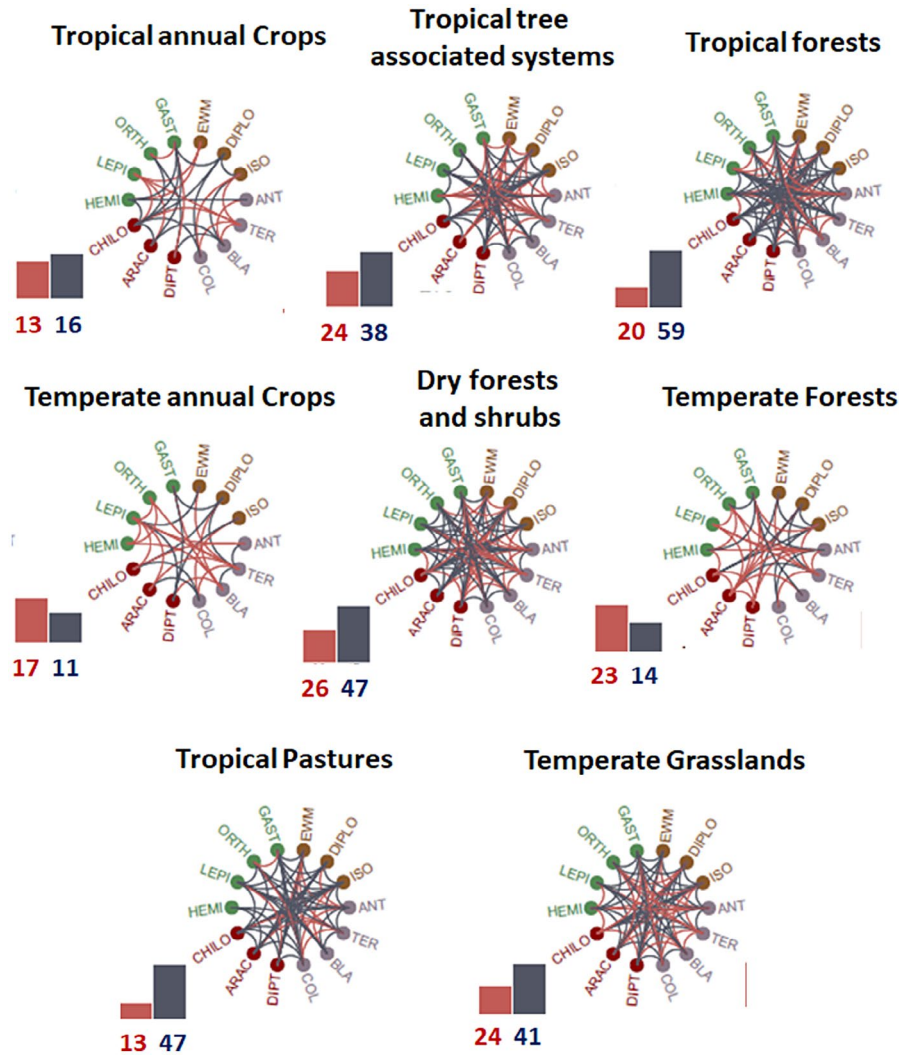 Tropical annual Crops
ORTH
GAST
EWM
DIPLO
LEPI
ISO
HEMI
ANT
CHILO
TER
ARAC
DIPT
COL
BLA
13 16
Tropical tree
associated systems
ORTH
GAST
EWM
DIPLO
LEPI
ISO
HEMI
ANT
CHILO
TER
ARAC
DIPT
COL
BLA
24 38
Tropical forests
ORTH
GAST
EWM
DIPLO
LEPI
ISO
HEMI
ANT
CHILO
TER
ARAC
DIPT
COL
BLA
20 59
Temperate annual Crops
ORTH
GAST
EWM
DIPLO
LEPI
ISO
HEMI
ANT
CHILO
TER
ARAC
DIPT
COL
BLA
17 11
Dry forests
and shrubs
ORTH
GAST
EWM
DIPLO
LEPI
ISO
HEMI
ANT
CHILO
TER
ARAC
DIPT
COL
BLA
26 47
Temperate Forests
ORTH
GAST
EWM
DIPLO
LEPI
ISO
HEMI
ANT
CHILO
TER
ARAC
DIPT
COL
BLA
23 14
Tropical Pastures
ORTH
GAST
EWM
DIPLO
LEPI
ISO
HEMI
ANT
CHILO
TER
ARAC
DIPT
COL
BLA
13 47
Temperate Grasslands
ORTH
GAST
EWM
DIPLO
LEPI
ISO
HEMI
ANT
CHILO
TER
ARAC
DIPT
COL
BLA
24 41